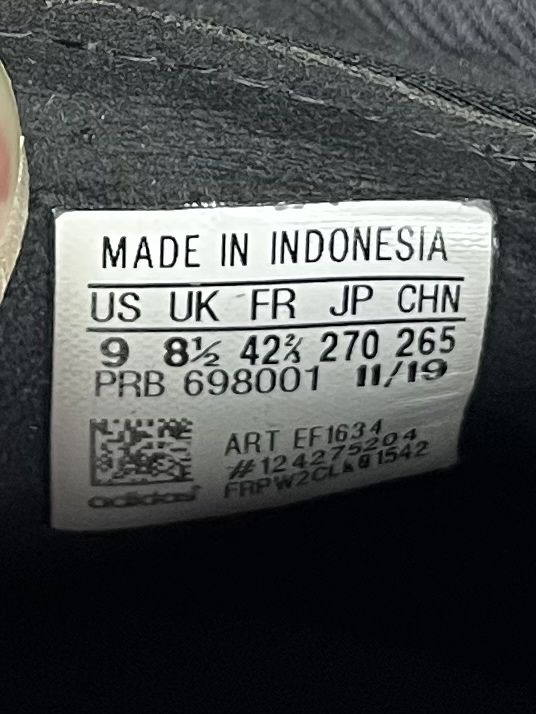 MADE IN INDONESIA
US UK FR JP CHN
9 8½ 42⅔ 270 265
PRB 698001 11/19
ART EF1634
#124275204
adidas